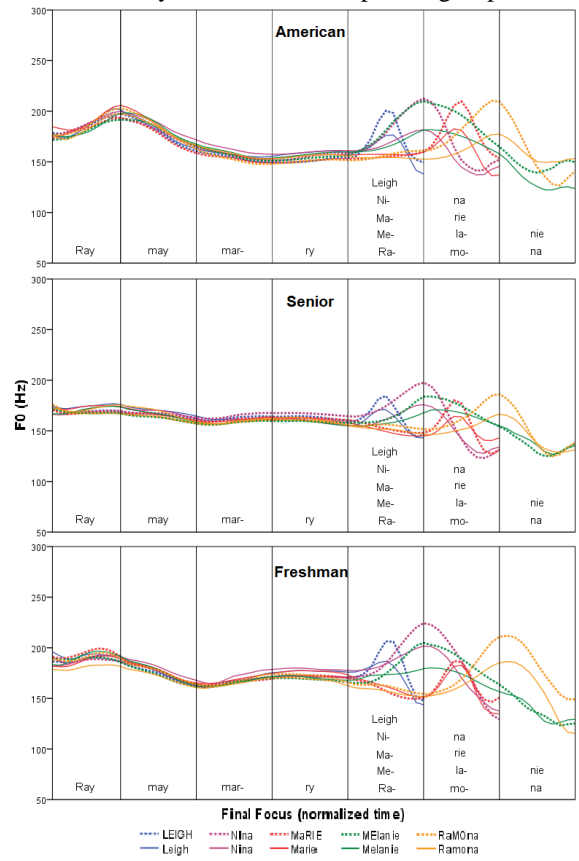 300
American
250
200
150
100
50
Leigh
Ni- na
Ma- rie
Me- la- nie
Ray may mar- ry Ra- mo- na
300
Senior
250
200
150
100
50
F0 (Hz)
Leigh
Ni- na
Ma- rie
Me- la- nie
Ray may mar- ry Ra- mo- na
300
Freshman
250
200
150
100
50
Leigh
Ni- na
Ma- rie
Me- la- nie
Ray may mar- ry Ra- mo- na
Final Focus (normalized time)
LEIGH NIna MaRIE MElanie RaMOna
Leigh Nina Marie Melanie Ramona